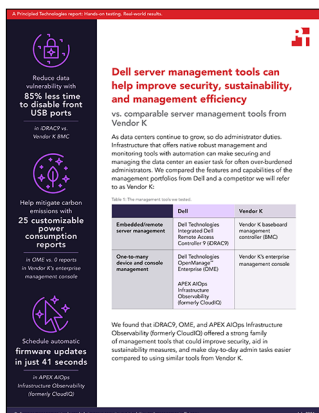 A Principled Technologies report: Hands-on testing. Real-world results.
Reduce data
vulnerability with
85% less time
to disable front
USB ports
in iDRAC9 vs.
Vendor K BMC
Help mitigate carbon
emissions with
25 customizable
power
consumption
reports
in OME vs. 0 reports
in Vendor K's enterprise
management console
Schedule automatic
firmware updates
in just 41 seconds
in APEX AIOps
Infrastructure Observability
(formerly CloudIQ)
Dell server management tools can
help improve security, sustainability,
and management efficiency
vs. comparable server management tools from
Vendor K
As data centers continue to grow, so do administrator duties.
Infrastructure that offers native robust management and
monitoring tools with automation can make securing and
managing the data center an easier task for often over-burdened
administrators. We compared the features and capabilities of the
management portfolios from Dell and a competitor we will refer
to as Vendor K:
Table 1: The management tools we tested.
Dell
Vendor K
Embedded/remote
server management
Dell Technologies
Integrated Dell
Remote Access
Controller 9 (iDRAC9)
Vendor K baseboard
management
controller (BMC)
One-to-many
device and console
management
Dell Technologies
OpenManage™
Enterprise (OME)
APEX AIOps
Infrastructure
Observability
(formerly CloudIQ)
Vendor K's enterprise
management console
We found that iDRAC9, OME, and APEX AIOps Infrastructure
Observability (formerly CloudIQ) offered a strong family
of management tools that could improve security, aid in
sustainability measures, and make day-to-day admin tasks easier
compared to using similar tools from Vendor K.